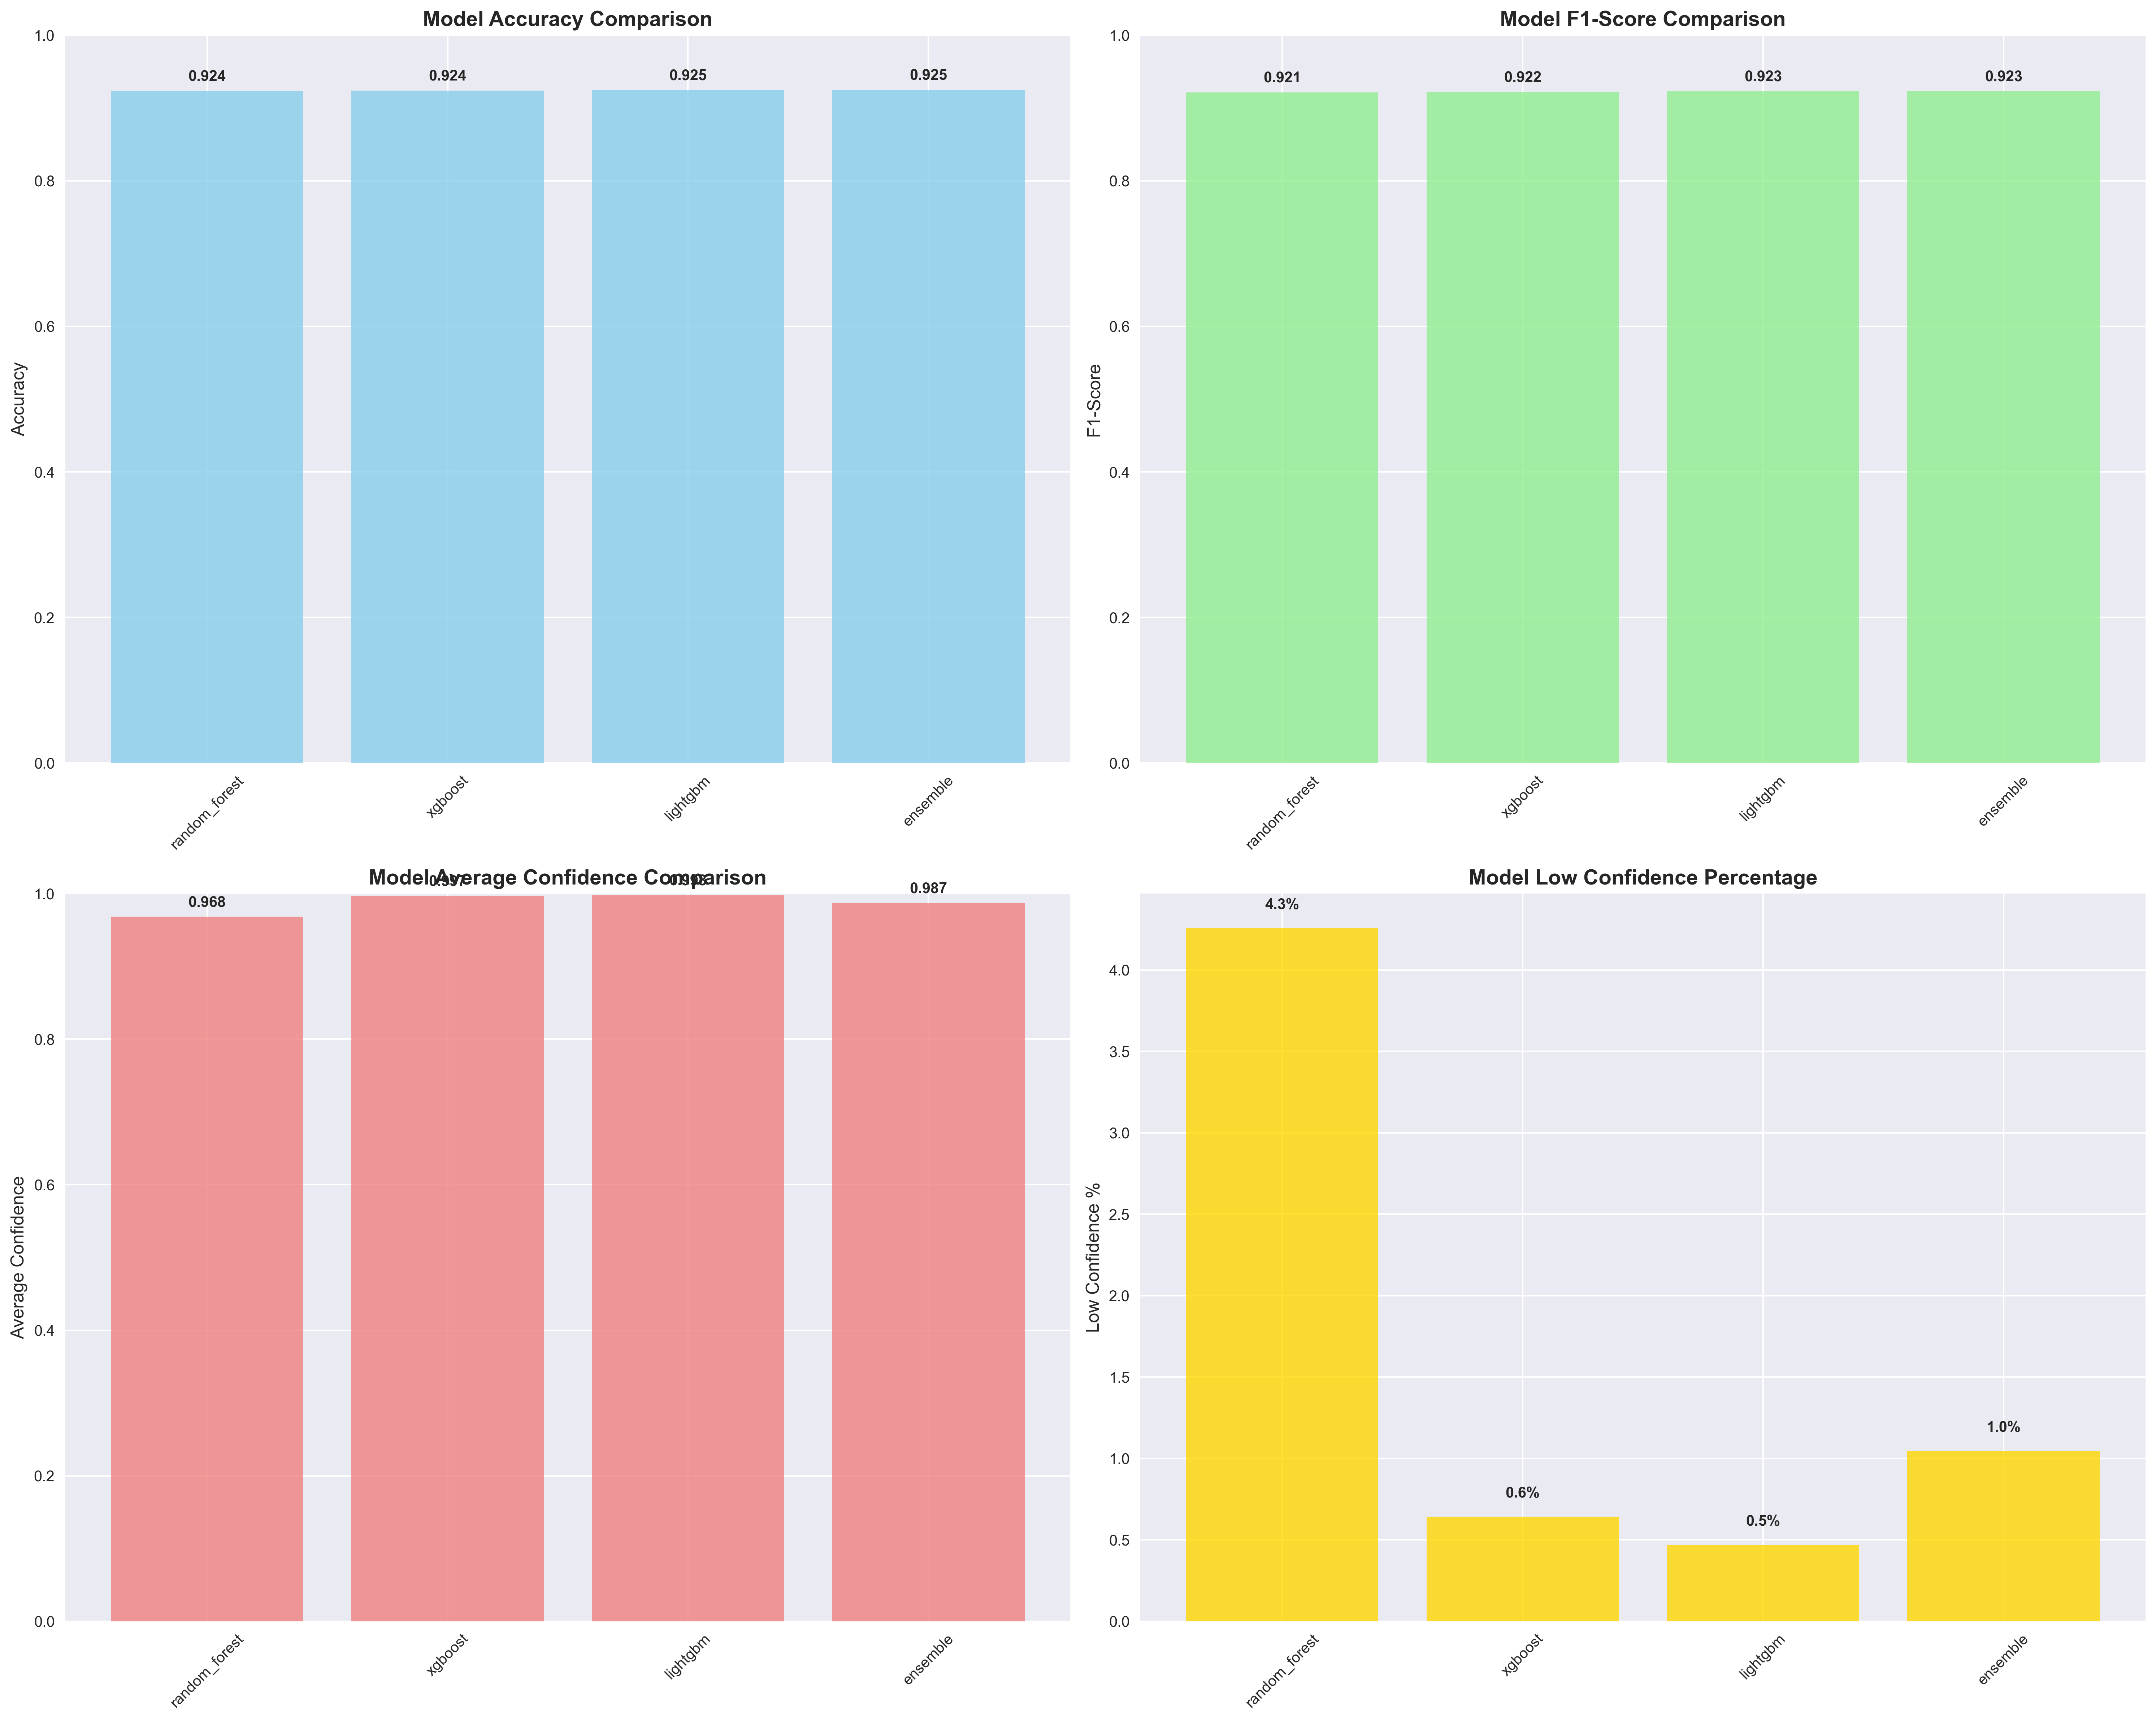 Model Accuracy Comparison
1.0
0.8
0.6
0.4
0.2
0.0
Accuracy
0.924
0.924
0.925
0.925
random_forest
xgboost
lightgbm
ensemble
Model F1-Score Comparison
1.0
0.8
0.6
0.4
0.2
0.0
F1-Score
0.921
0.922
0.923
0.923
random_forest
xgboost
lightgbm
ensemble
Model Average Confidence Comparison
1.0
0.8
0.6
0.4
0.2
0.0
Average Confidence
0.968
0.997
0.987
random_forest
xgboost
lightgbm
ensemble
Model Low Confidence Percentage
4.0
3.5
3.0
2.5
2.0
1.5
1.0
0.5
0.0
Low Confidence %
4.3%
0.6%
0.5%
1.0%
random_forest
xgboost
lightgbm
ensemble